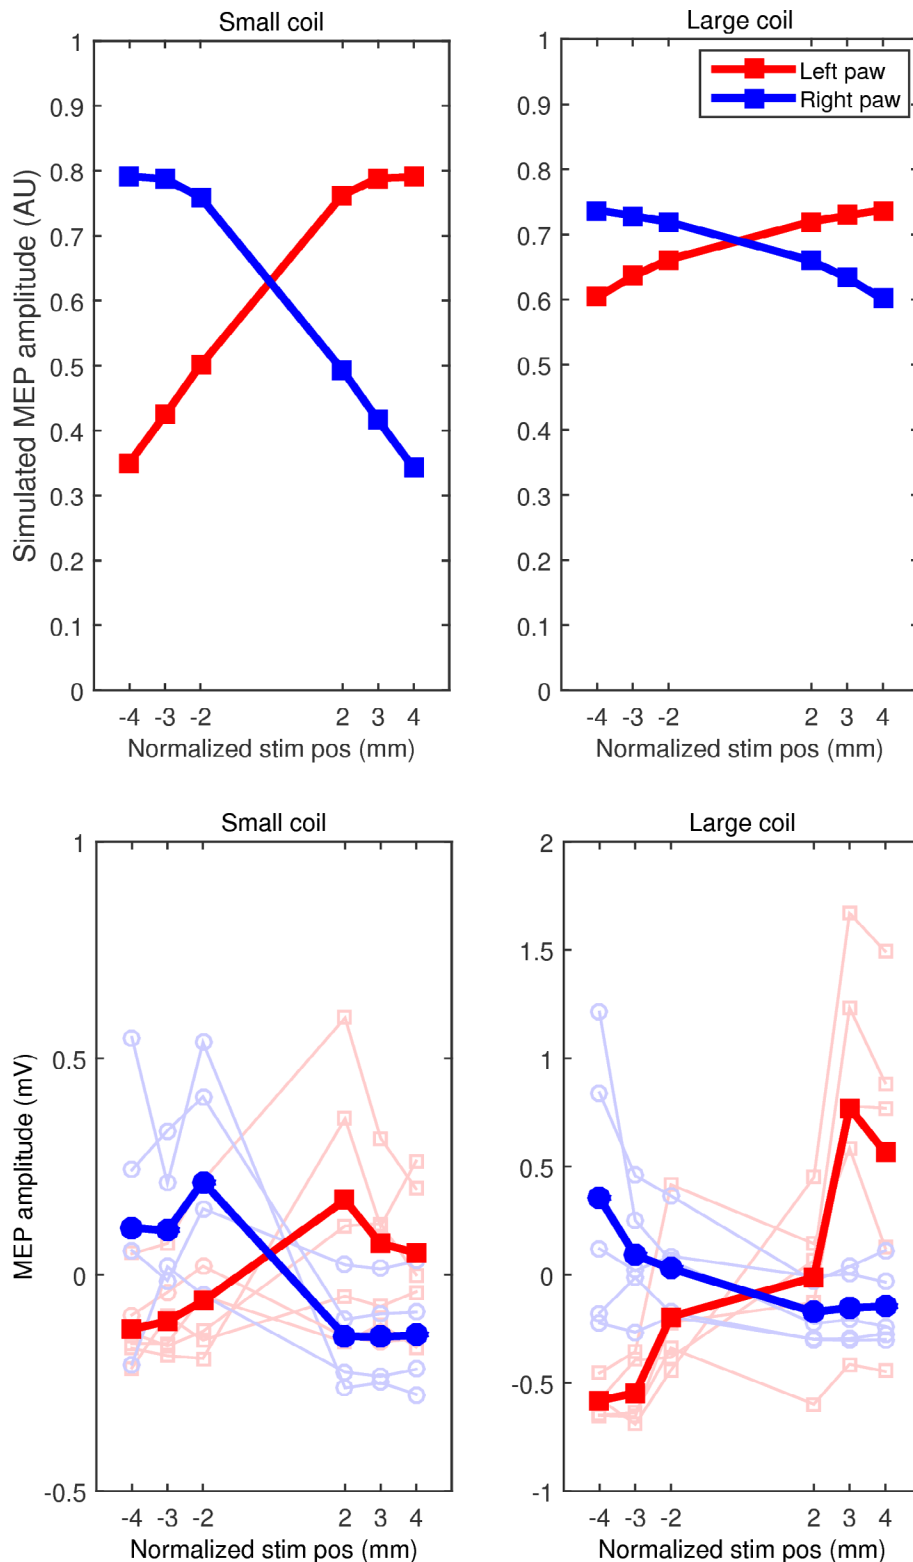 Small coil
Large coil
Simulated MEP amplitude (AU)
1
0.9
0.8
0.7
0.6
0.5
0.4
0.3
0.2
0.1
0
-4 -3 -2 2 3 4
Normalized stim pos (mm)
1
0.9
0.8
0.7
0.6
0.5
0.4
0.3
0.2
0.1
0
Left paw
Right paw
-4 -3 -2 2 3 4
Normalized stim pos (mm)
Small coil
Large coil
MEP amplitude (mV)
1
0.5
0
-0.5
-4 -3 -2 2 3 4
Normalized stim pos (mm)
2
1.5
1
0.5
0
-0.5
-1
-4 -3 -2 2 3 4
Normalized stim pos (mm)